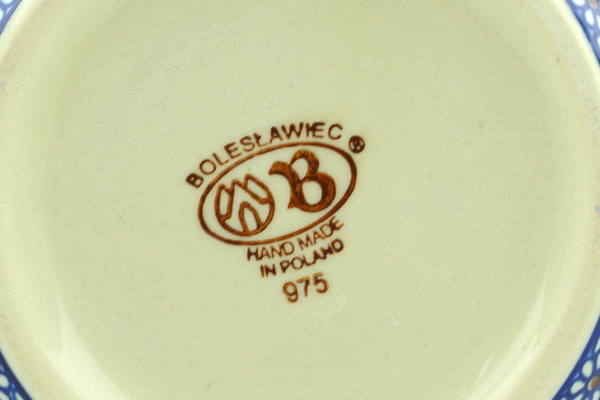 BOLESŁAWIEC ®
B
HAND MADE
IN POLAND
975